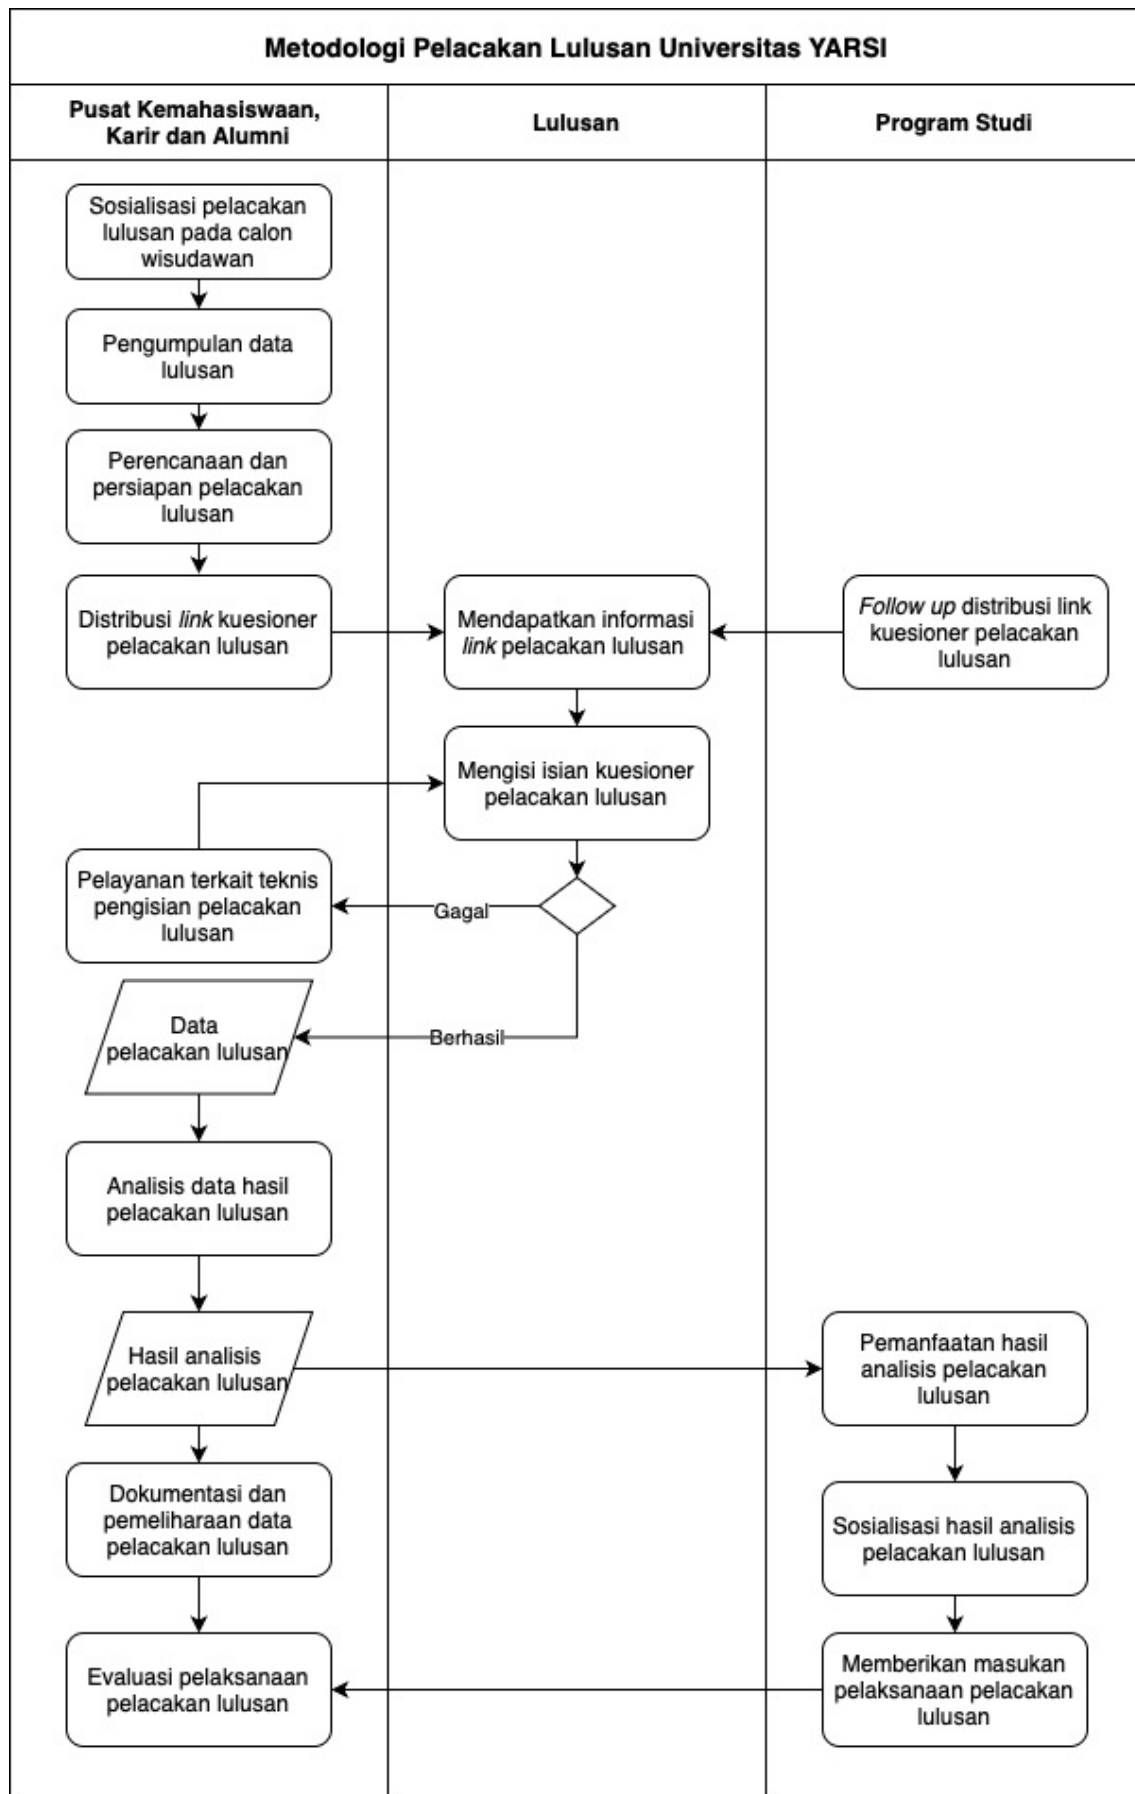 Metodologi Pelacakan Lulusan Universitas YARSI
Pusat Kemahasiswaan,
Karir dan Alumni
Lulusan
Program Studi
Sosialisasi pelacakan
lulusan pada calon
wisudawan
Pengumpulan data
lulusan
Perencanaan dan
persiapan pelacakan
lulusan
Distribusi link kuesioner
pelacakan lulusan
Mendapatkan informasi
link pelacakan lulusan
Follow up distribusi link
kuesioner pelacakan
lulusan
Mengisi isian kuesioner
pelacakan lulusan
Pelayanan terkait teknis
pengisian pelacakan
lulusan
Gagal
Data
pelacakan lulusan
Berhasil
Analisis data hasil
pelacakan lulusan
Hasil analisis
pelacakan lulusan
Pemanfaatan hasil
analisis pelacakan
lulusan
Dokumentasi dan
pemeliharaan data
pelacakan lulusan
Sosialisasi hasil analisis
pelacakan lulusan
Evaluasi pelaksanaan
pelacakan lulusan
Memberikan masukan
pelaksanaan pelacakan
lulusan